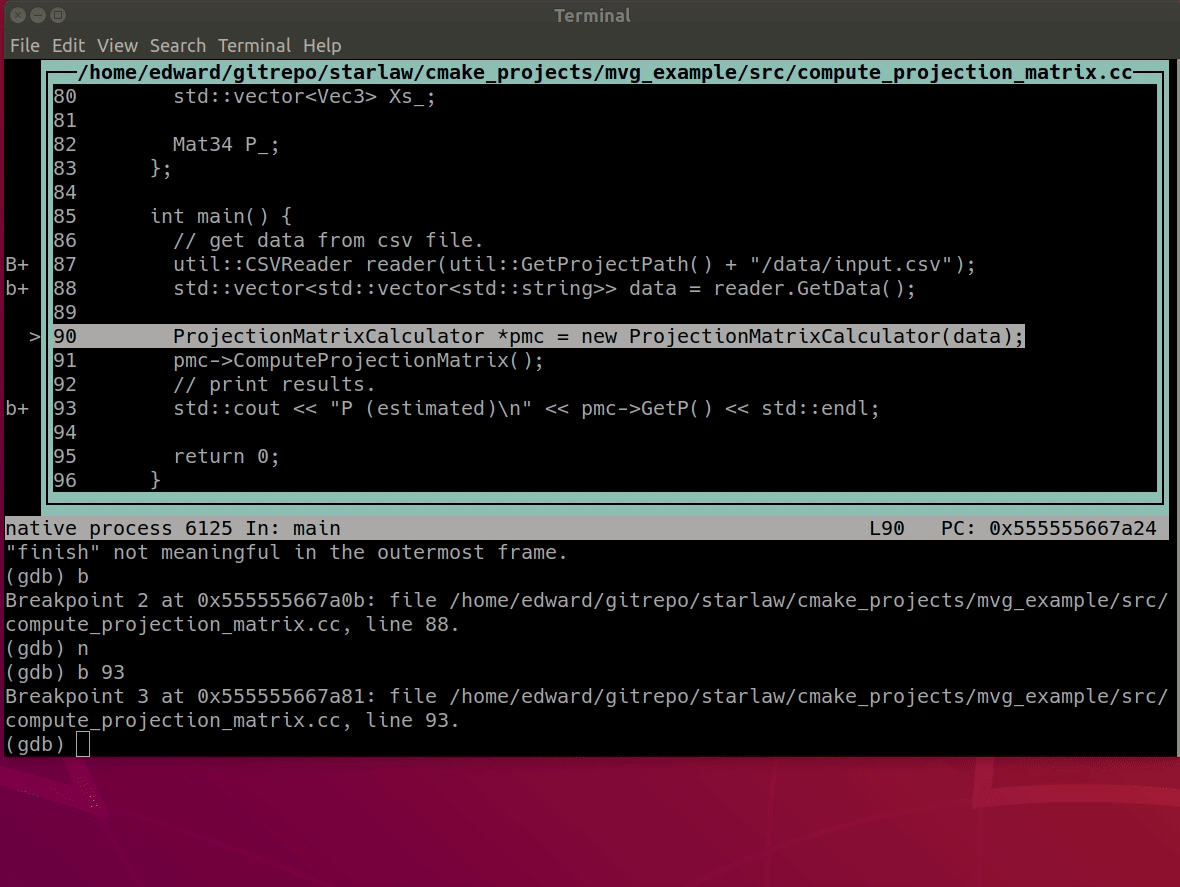 Terminal
File Edit View Search Terminal Help
/home/edward/gitrepo/starlaw/cmake_projects/mvg_example/src/compute_projection_matrix.cc
80        std::vector<Vec3> Xs_;
81
82        Mat34 P_;
83      };
84
85      int main() {
86        // get data from csv file.
B+ 87        util::CSVReader reader(util::GetProjectPath() + "/data/input.csv");
b+ 88        std::vector<std::vector<std::string>> data = reader.GetData();
89
> 90        ProjectionMatrixCalculator *pmc = new ProjectionMatrixCalculator(data);
91        pmc->ComputeProjectionMatrix();
92        // print results.
b+ 93        std::cout << "P (estimated)\n" << pmc->GetP() << std::endl;
94
95        return 0;
96      }
native process 6125 In: main L90 PC: 0x555555667a24
"finish" not meaningful in the outermost frame.
(gdb) b
Breakpoint 2 at 0x555555667a0b: file /home/edward/gitrepo/starlaw/cmake_projects/mvg_example/src/
compute_projection_matrix.cc, line 88.
(gdb) n
(gdb) b 93
Breakpoint 3 at 0x555555667a81: file /home/edward/gitrepo/starlaw/cmake_projects/mvg_example/src/
compute_projection_matrix.cc, line 93.
(gdb)